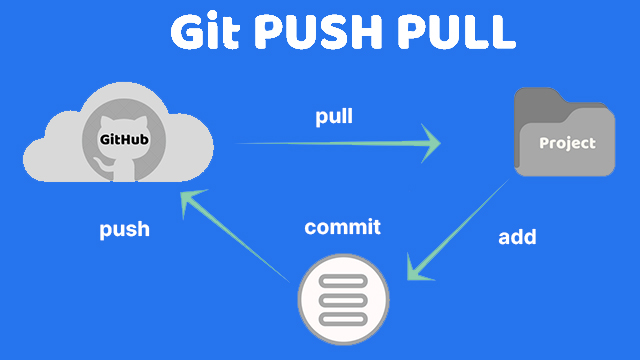 Git PUSH PULL
pull
GitHub
Project
push
commit
add